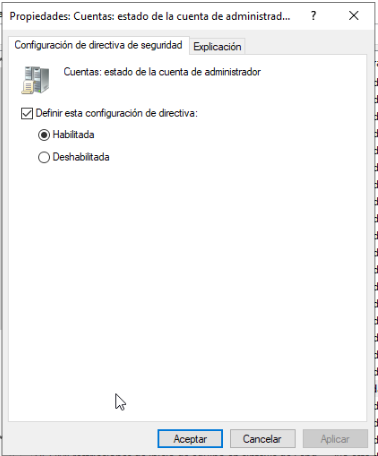 Propiedades: Cuentas: estado de la cuenta de administrad...
Configuración de directiva de seguridad
Explicación
Cuentas: estado de la cuenta de administrador
Definir esta configuración de directiva:
Habilitada
Deshabilitada
Aceptar
Cancelar
Aplicar